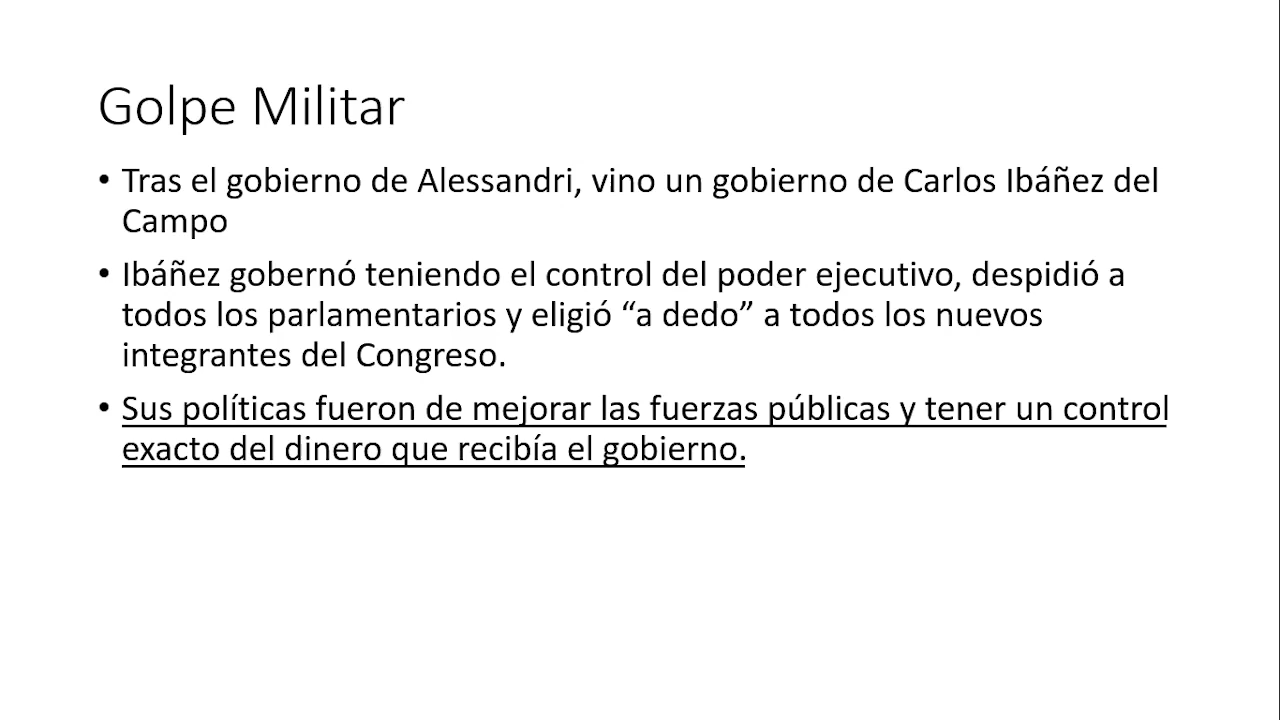 Golpe Militar
• Tras el gobierno de Alessandri, vino un gobierno de Carlos Ibáñez del
Campo
• Ibáñez gobernó teniendo el control del poder ejecutivo, despidió a
todos los parlamentarios y eligió “a dedo” a todos los nuevos
integrantes del Congreso.
• Sus políticas fueron de mejorar las fuerzas públicas y tener un control
exacto del dinero que recibía el gobierno.